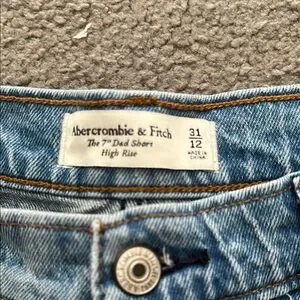 Abercrombie & Fitch
The 7" Dad Short
High Rise
31
12
MADE IN
CHINA